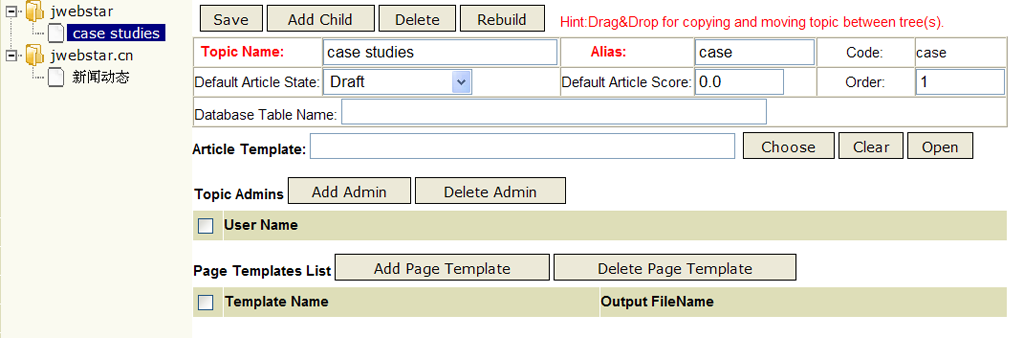 jwebstar
case studies
jwebstar.cn
新闻动态
Save Add Child Delete Rebuild Hint:Drag&Drop for copying and moving topic between tree(s).
Topic Name: case studies Alias: case Code: case
Default Article State: Draft Default Article Score: 0.0 Order: 1
Database Table Name:
Article Template: Choose Clear Open
Topic Admins Add Admin Delete Admin
User Name
Page Templates List Add Page Template Delete Page Template
Template Name Output FileName